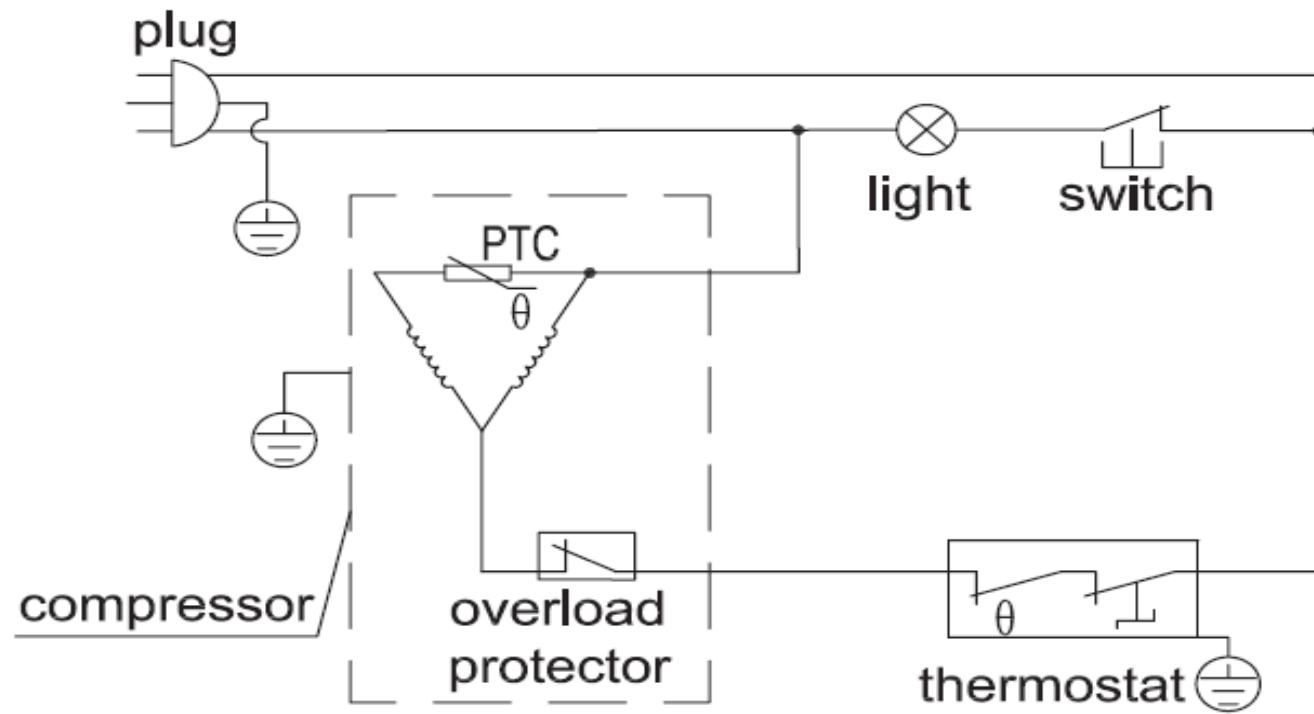 plug
light
switch
PTC
θ
compressor
overload
protector
θ
thermostat